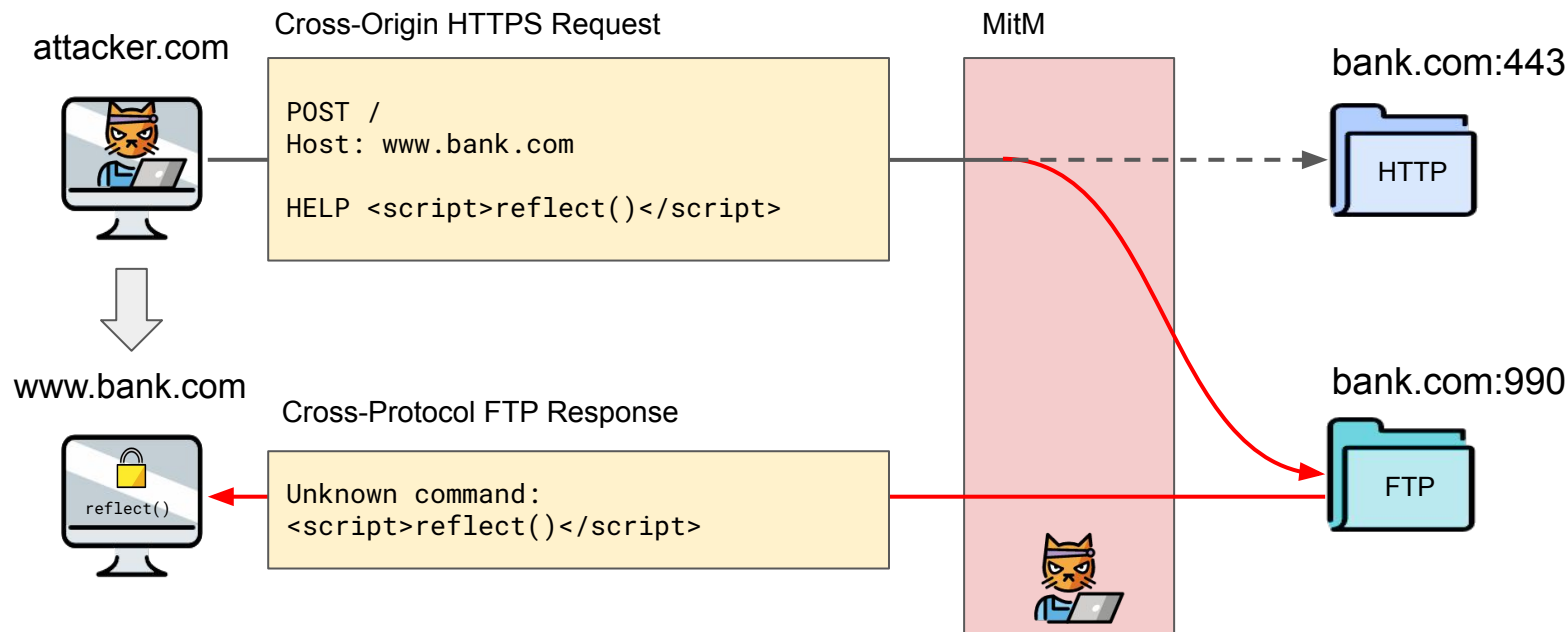 Cross-Origin HTTPS Request
MitM
attacker.com
bank.com:443
POST /
Host: www.bank.com
HELP <script>reflect()</script>
HTTP
www.bank.com
bank.com:990
Cross-Protocol FTP Response
reflect()
Unknown command:
<script>reflect()</script>
FTP